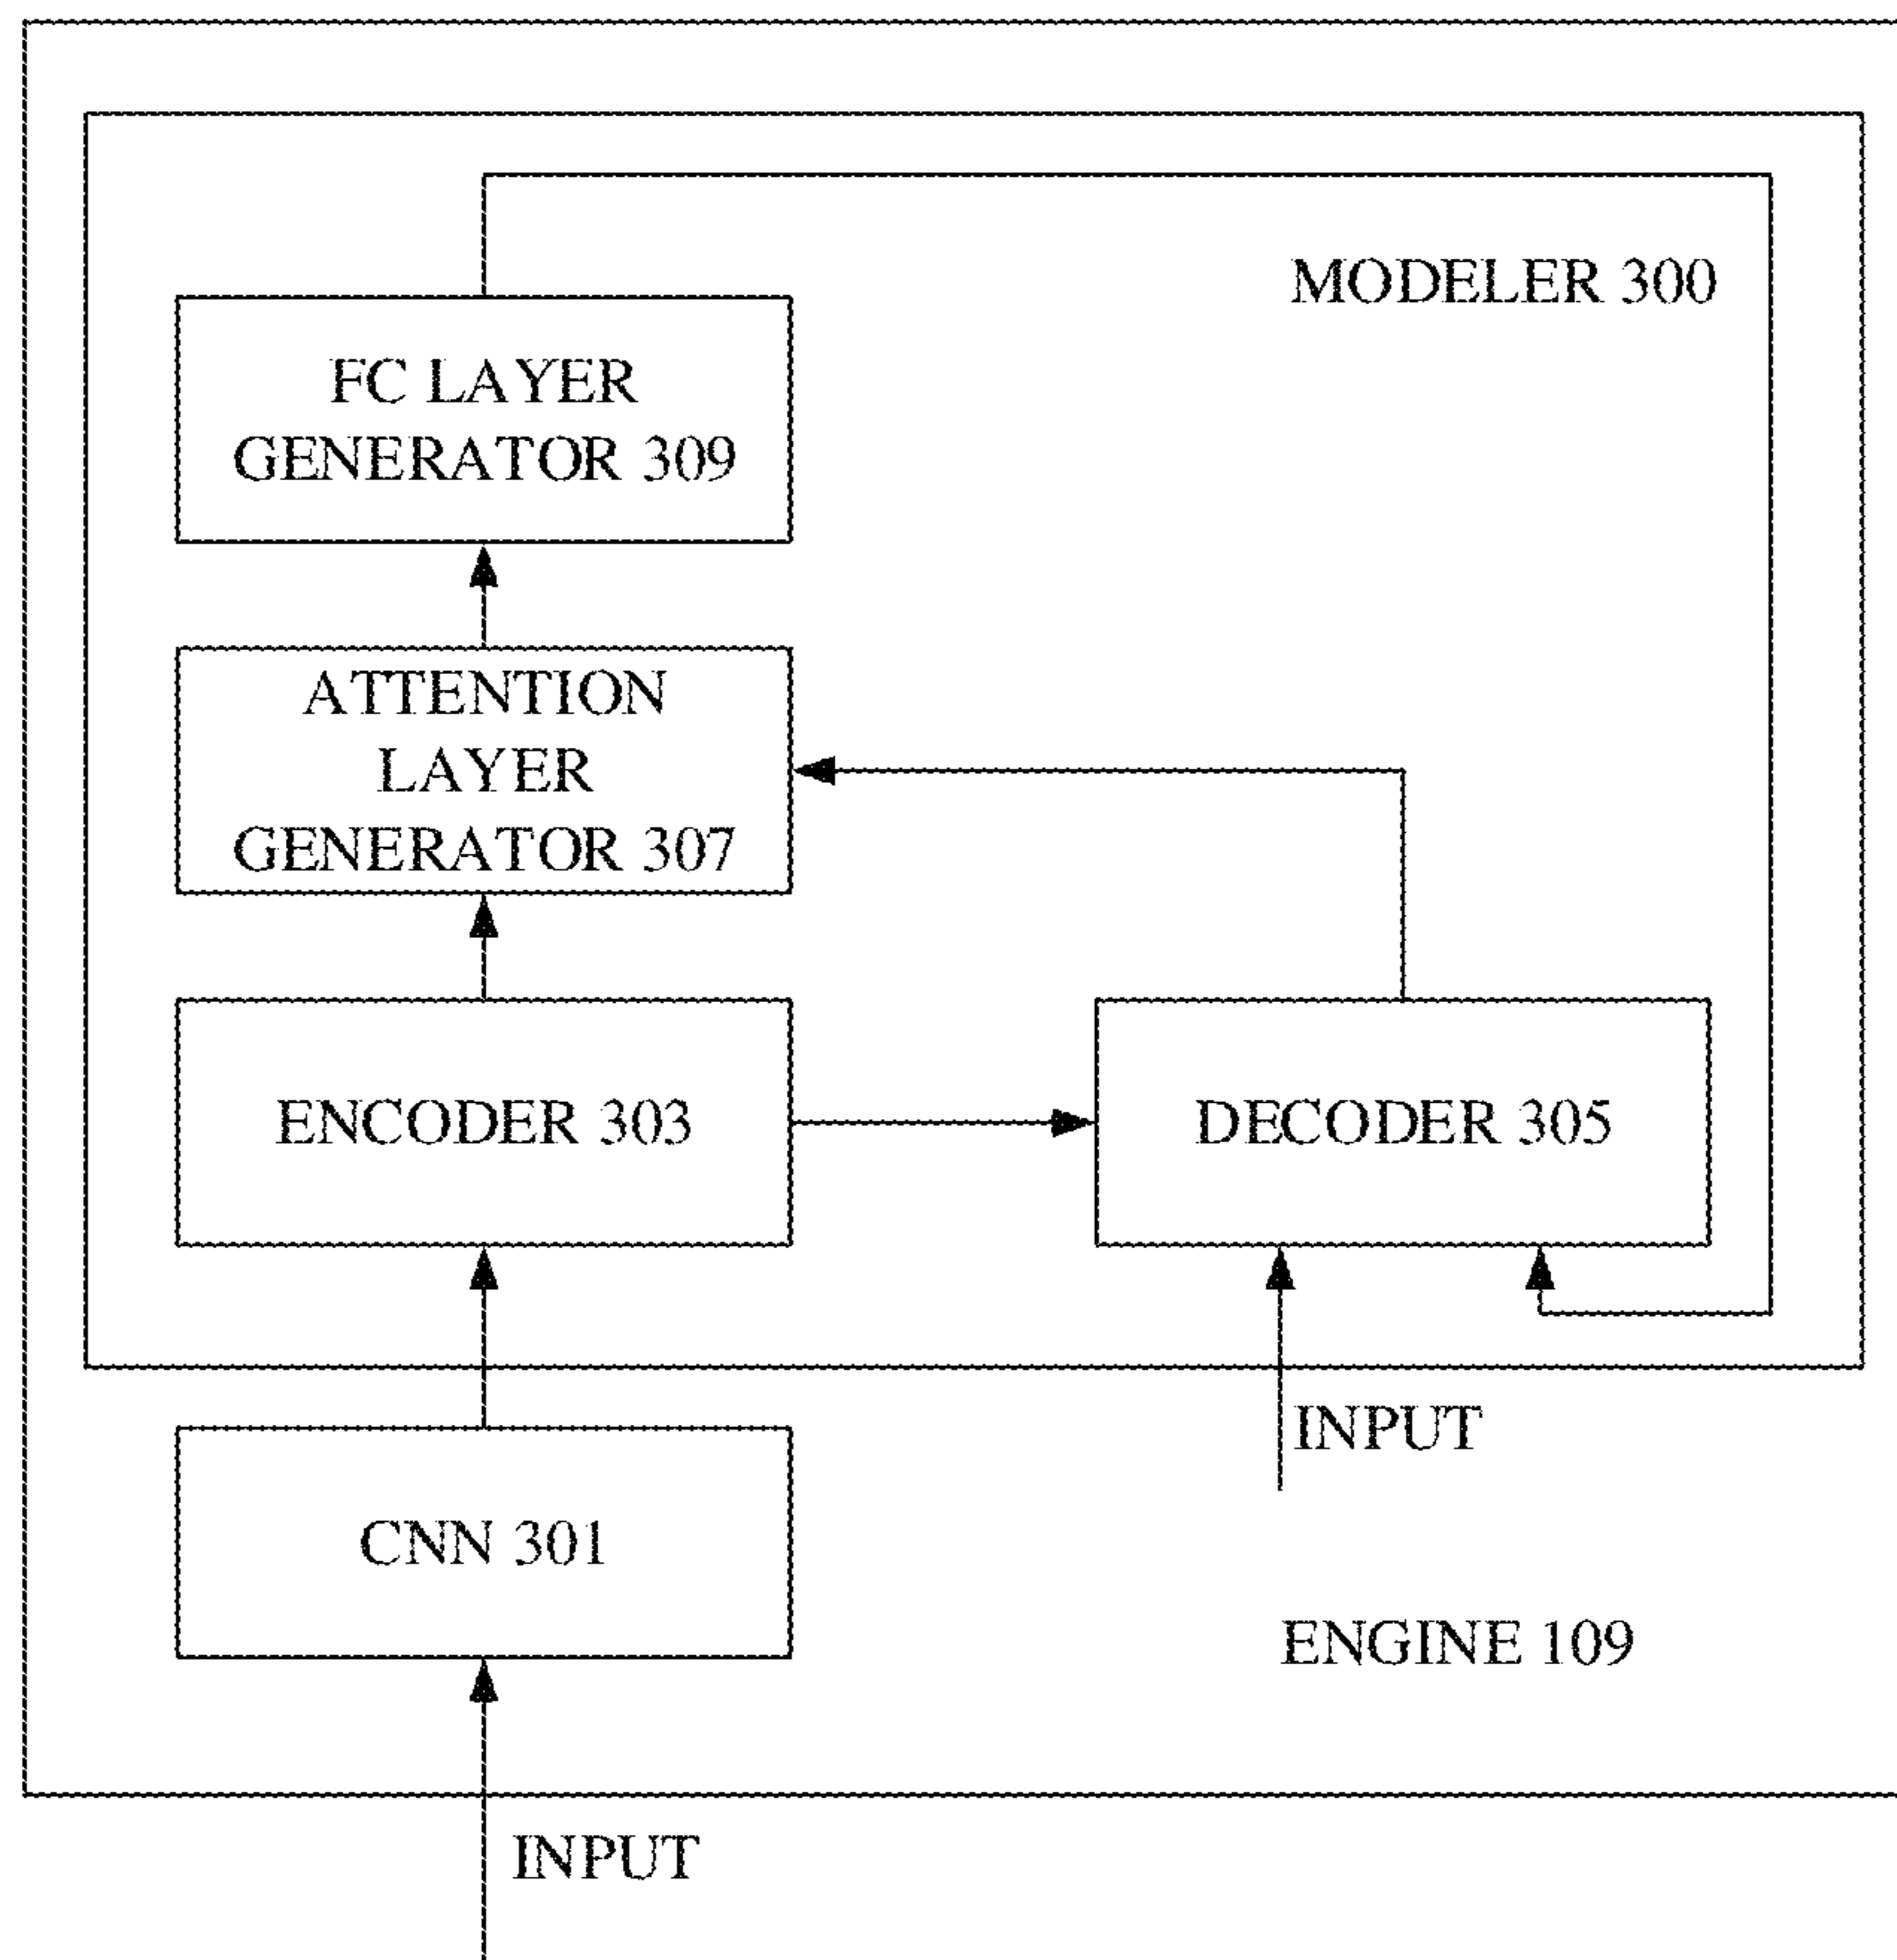 MODELER 300
FC LAYER
GENERATOR 309
ATTENTION
LAYER
GENERATOR 307
ENCODER 303
DECODER 305
INPUT
CNN 301
ENGINE 109
INPUT